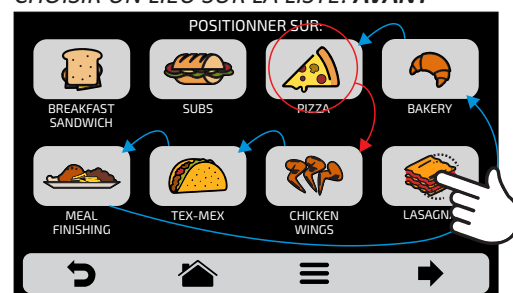 CHOISIR UN LIEU SUR LA LISTE: AVANT
POSITIONNER SUR:
BREAKFAST
SANDWICH
SUBS
PIZZA
BAKERY
MEAL
FINISHING
TEX-MEX
CHICKEN
WINGS
LASAGN